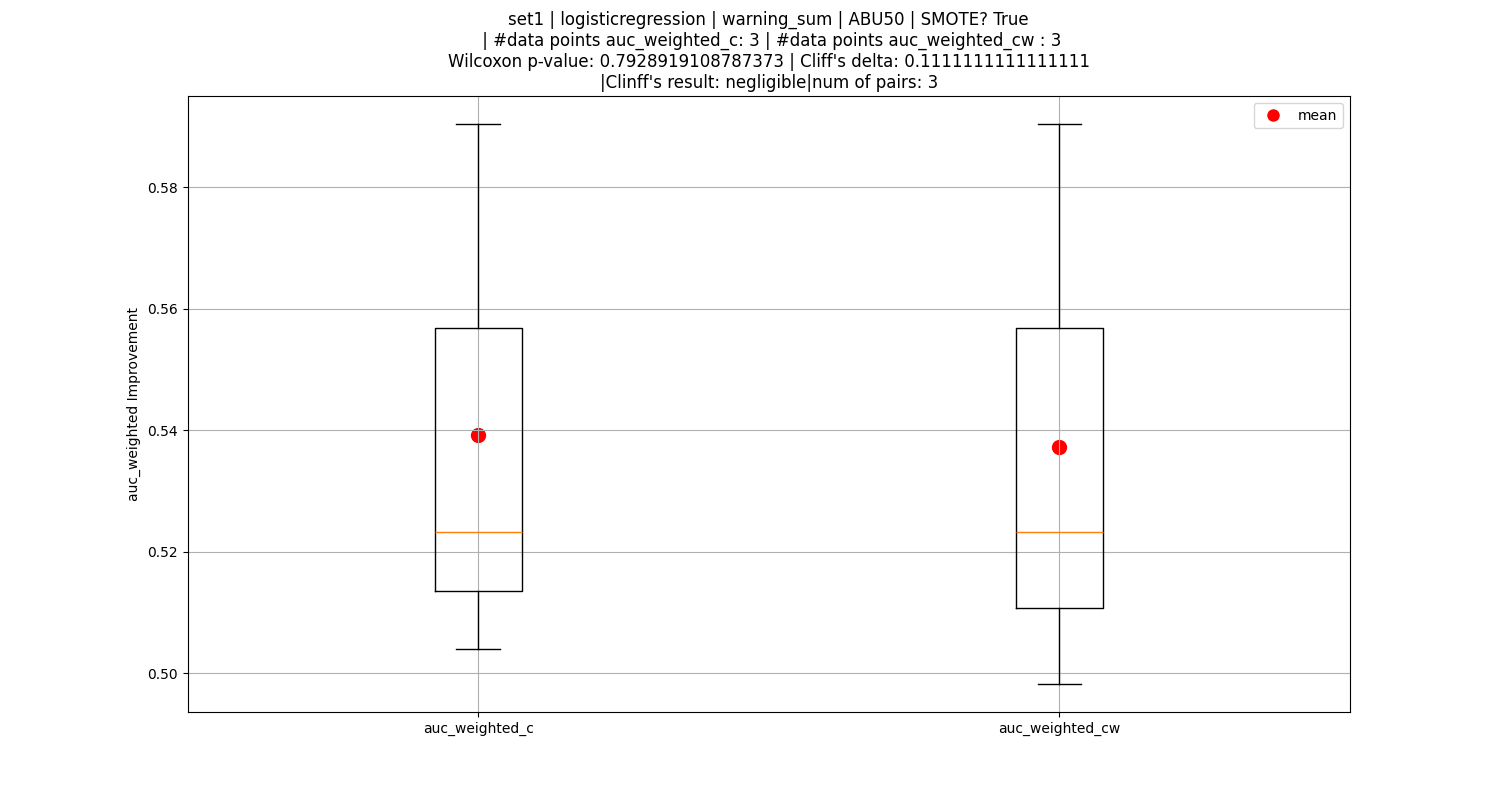 set1 | logisticregression | warning_sum | ABU50 | SMOTE? True
| #data points auc_weighted_c: 3 | #data points auc_weighted_cw : 3
Wilcoxon p-value: 0.7928919108787373 | Cliff's delta: 0.1111111111111111
|Clinff's result: negligible|num of pairs: 3
mean
auc_weighted Improvement
0.58
0.56
0.54
0.52
0.50
auc_weighted_c
auc_weighted_cw